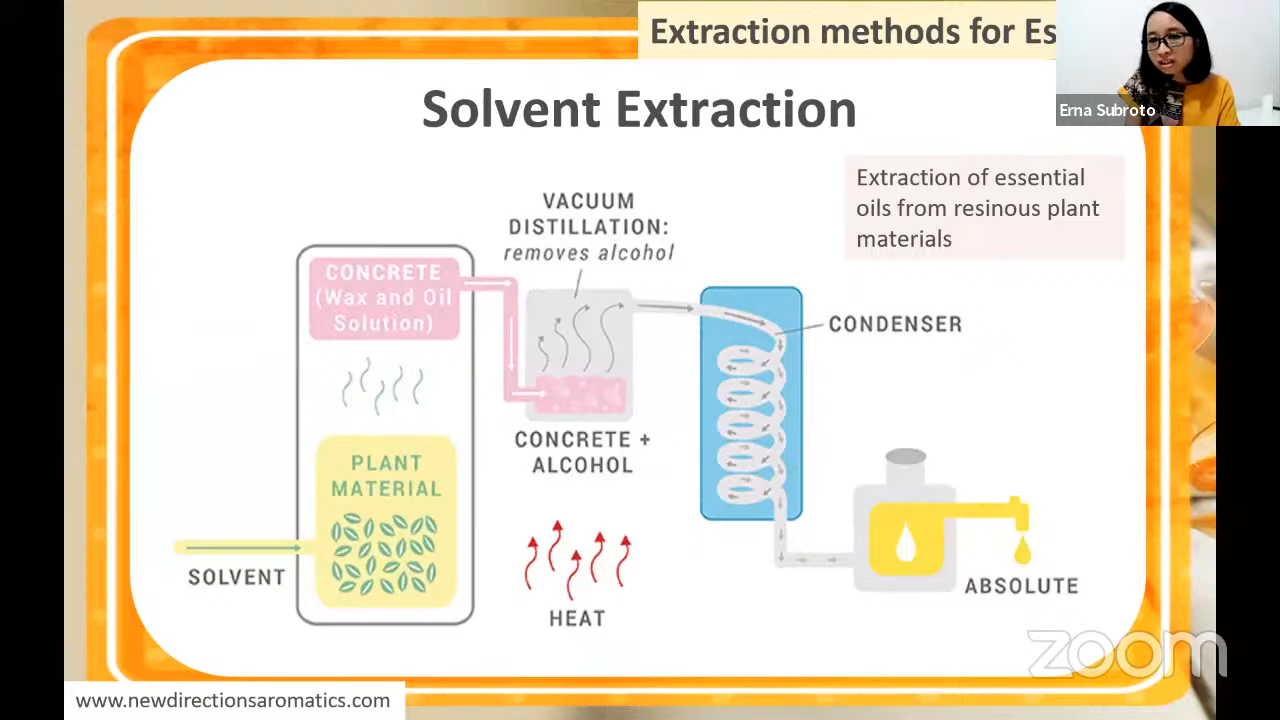 Extraction methods for Es
Erna Subroto
Solvent Extraction
Extraction of essential
oils from resinous plant
materials
VACUUM
DISTILLATION:
removes alcohol
CONCRETE
(Wax and Oil
Solution)
CONDENSER
CONCRETE +
ALCOHOL
PLANT
MATERIAL
SOLVENT
HEAT
ABSOLUTE
zoom
www.newdirectionsaromatics.com